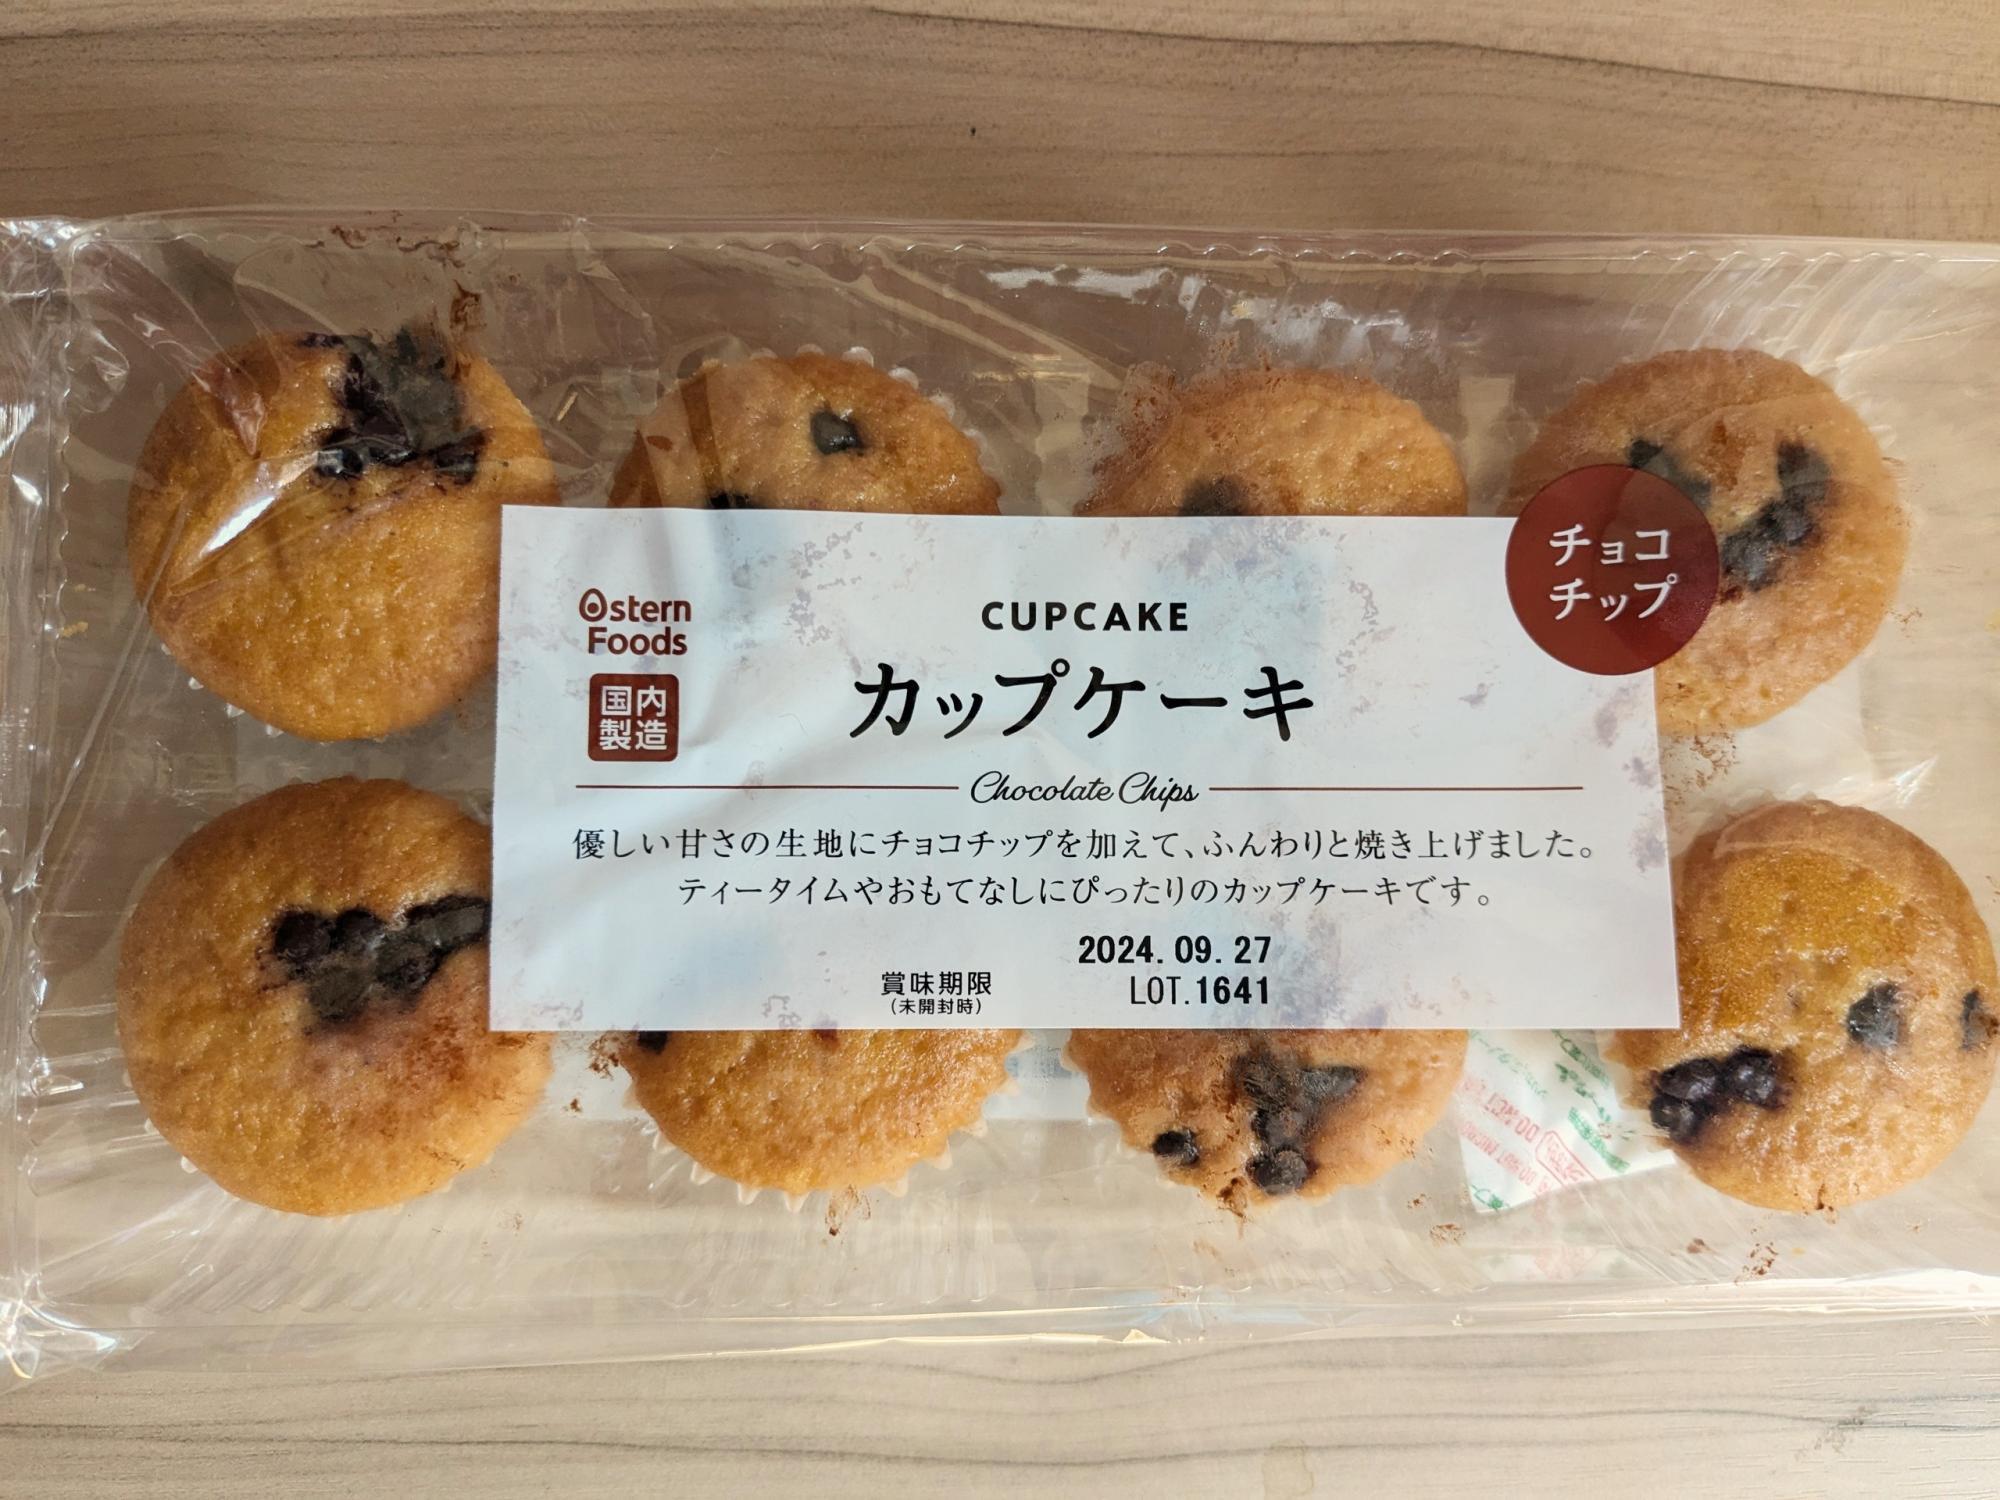 Ostern
Foods
国内
製造
CUPCAKE
カップケーキ
Chocolate Chips
チョコ
チップ
優しい甘さの生地にチョコチップを加えて、ふんわりと焼き上げました。
ティータイムやおもてなしにぴったりのカップケーキです。
2024.09.27
賞味期限
(未開封時)
LOT.1641